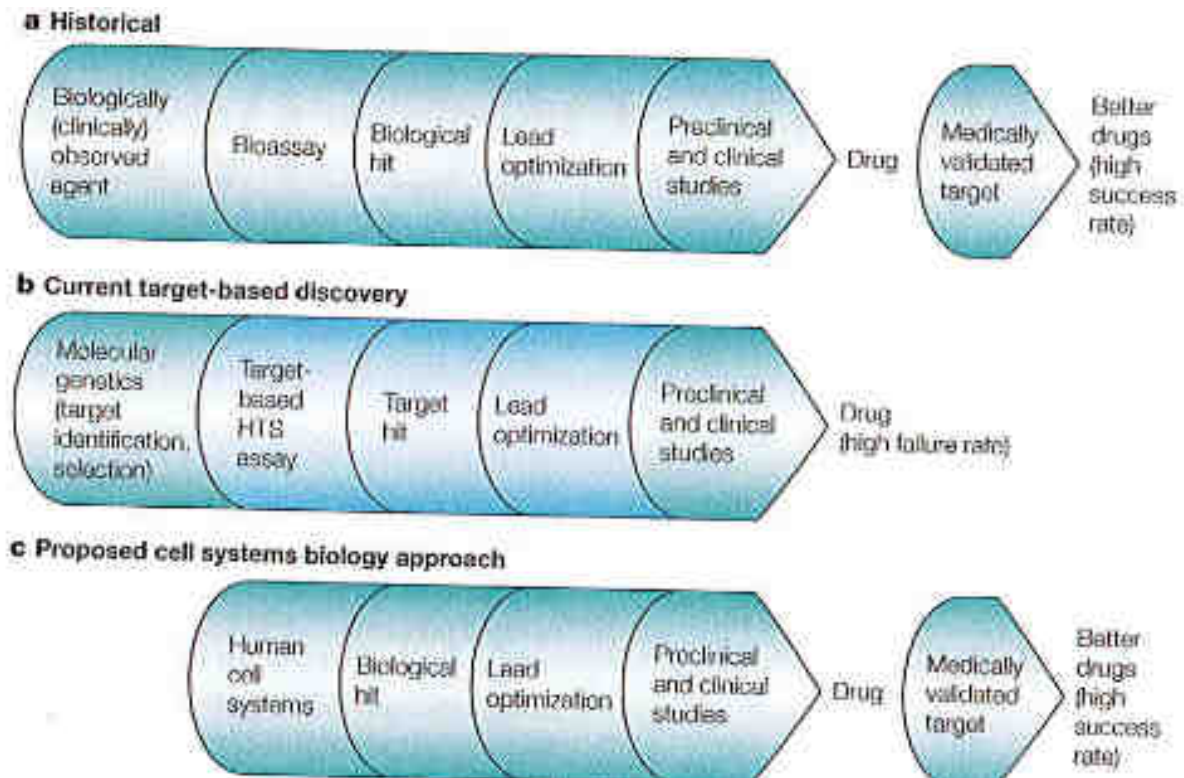 a Historical
Biologically
(clinically)
observed
agent
Bioassay
Biological
hit
Lead
optimization
Preclinical
and clinical
studies
Drug
Medically
validated
target
Better
drugs
(high
success
rate)
b Current target-based discovery
Molecular
genetics
(target
identification,
selection)
Target-
based
HTS
assay
Target
hit
Lead
optimization
Preclinical
and clinical
studies
Drug
(high failure rate)
c Proposed cell systems biology approach
Human
cell
systems
Biological
hit
Lead
optimization
Preclinical
and clinical
studies
Drug
Medically
validated
target
Better
drugs
(high
success
rate)